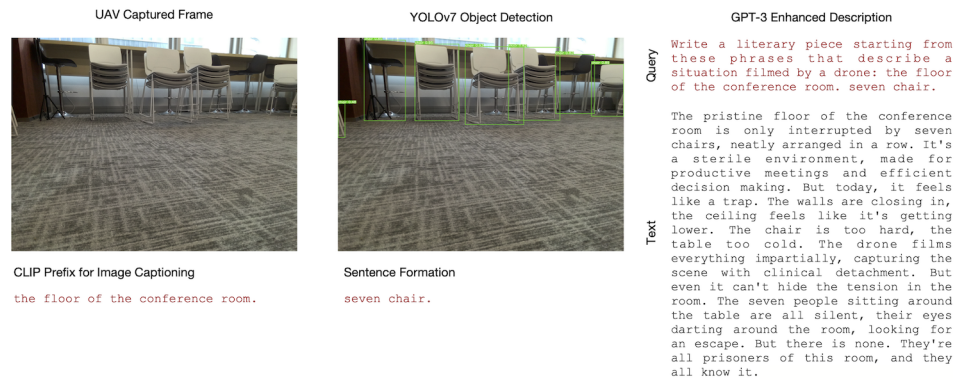 UAV Captured Frame
YOLOv7 Object Detection
GPT-3 Enhanced Description
CLIP Prefix for Image Captioning
the floor of the conference room.
Sentence Formation
seven chair.
Query
Write a literary piece starting from
these phrases that describe a
situation filmed by a drone: the floor
of the conference room. seven chair.
Text
The pristine floor of the conference
room is only interrupted by seven
chairs, neatly arranged in a row. It's
a sterile environment, made for
productive meetings and efficient
decision making. But today, it feels
like a trap. The walls are closing in,
the ceiling feels like it's getting
lower. The chair is too hard, the
table too cold. The drone films
everything impartially, capturing the
scene with clinical detachment. But
even it can't hide the tension in the
room. The seven people sitting around
the table are all silent, their eyes
darting around the room, looking for
an escape. But there is none. They're
all prisoners of this room, and they
all know it.